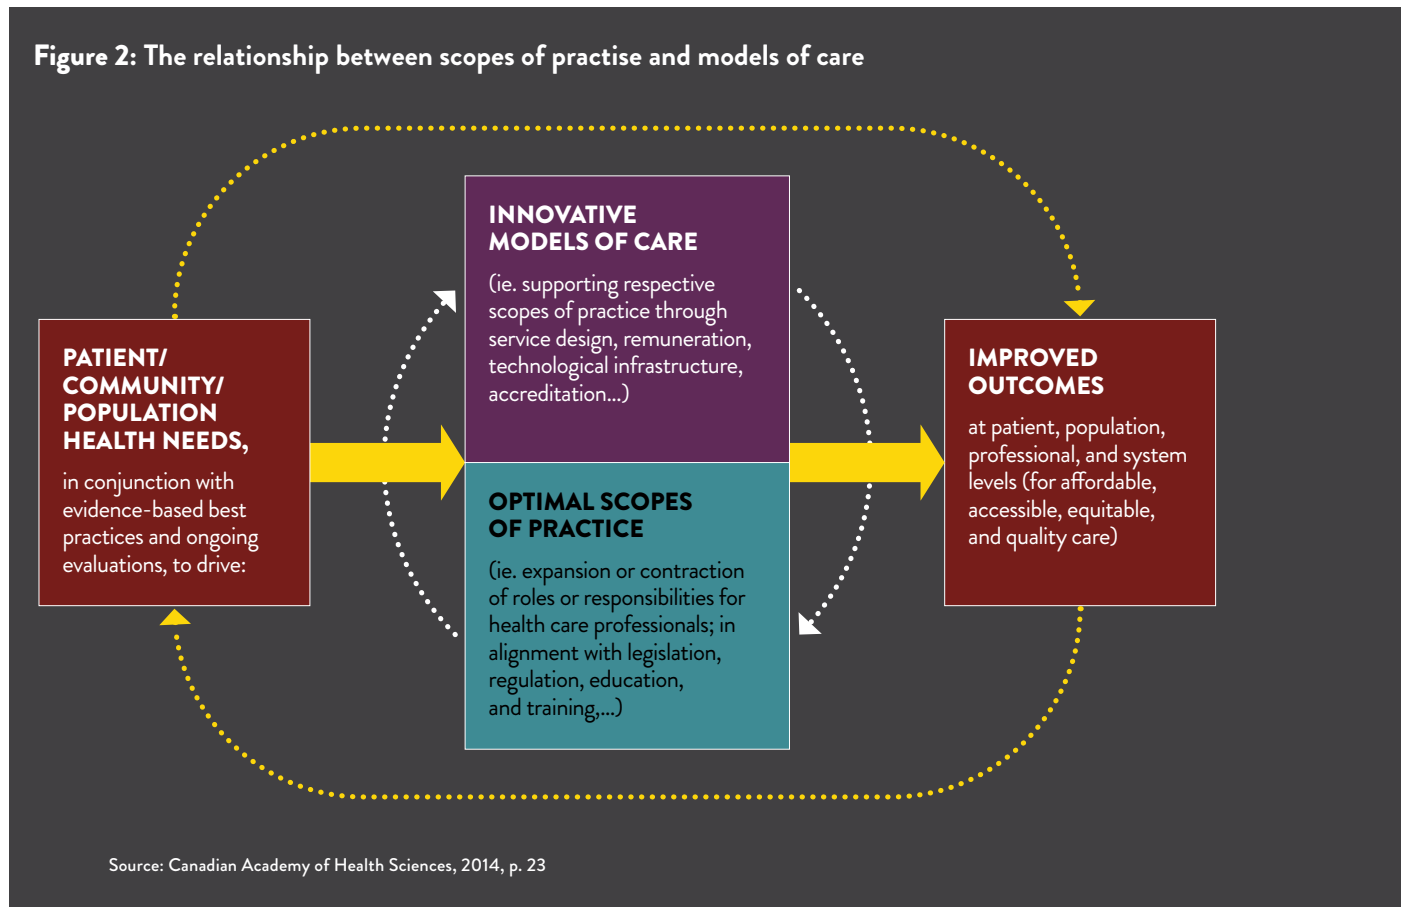 Figure 2: The relationship between scopes of practise and models of care
PATIENT/
COMMUNITY/
POPULATION
HEALTH NEEDS,
in conjunction with
evidence-based best
practices and ongoing
evaluations, to drive:
INNOVATIVE
MODELS OF CARE
(ie. supporting respective
scopes of practice through
service design, remuneration,
technological infrastructure,
accreditation...)
OPTIMAL SCOPES
OF PRACTICE
(ie. expansion or contraction
of roles or responsibilities for
health care professionals; in
alignment with legislation,
regulation, education,
and training,...)
IMPROVED
OUTCOMES
at patient, population,
professional, and system
levels (for affordable,
accessible, equitable,
and quality care)
Source: Canadian Academy of Health Sciences, 2014, p. 23